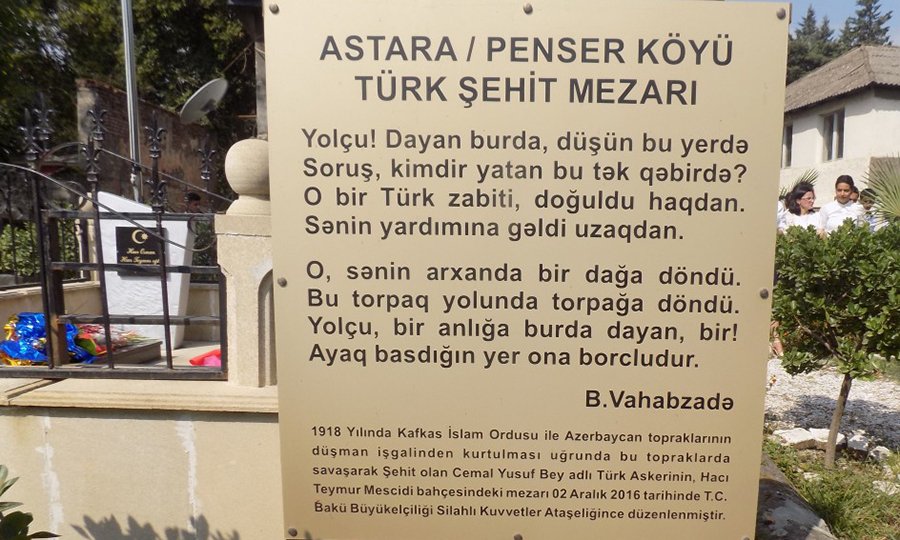 ASTARA / PENSER KÖYÜ
TÜRK ŞEHİT MEZARI
Yolçu! Dayan burda, düşün bu yerdə
Soruş, kimdir yatan bu tək qəbirdə?
O bir Türk zabiti, doğuldu haqdan.
Sənin yardımına gəldi uzaqdan.
O, sənin arxanda bir dağa döndü.
Bu torpaq yolunda torpağa döndü.
Yolçu, bir anlığa burda dayan, bir!
Ayaq basdığın yer ona borcludur.
B.Vahabzadə
1918 Yılında Kafkas İslam Ordusu ile Azerbaycan topraklarının
düşman işgalinden kurtulması uğrunda bu topraklarda
savaşarak Şehit olan Cemal Yusuf Bey adlı Türk Askerinin, Hacı
Teymur Mescidi bahçesindeki mezarı 02 Aralık 2016 tarihinde T.C.
Bakü Büyükelçiliği Silahlı Kuvvetler Ataşeliğince düzenlenmiştir.